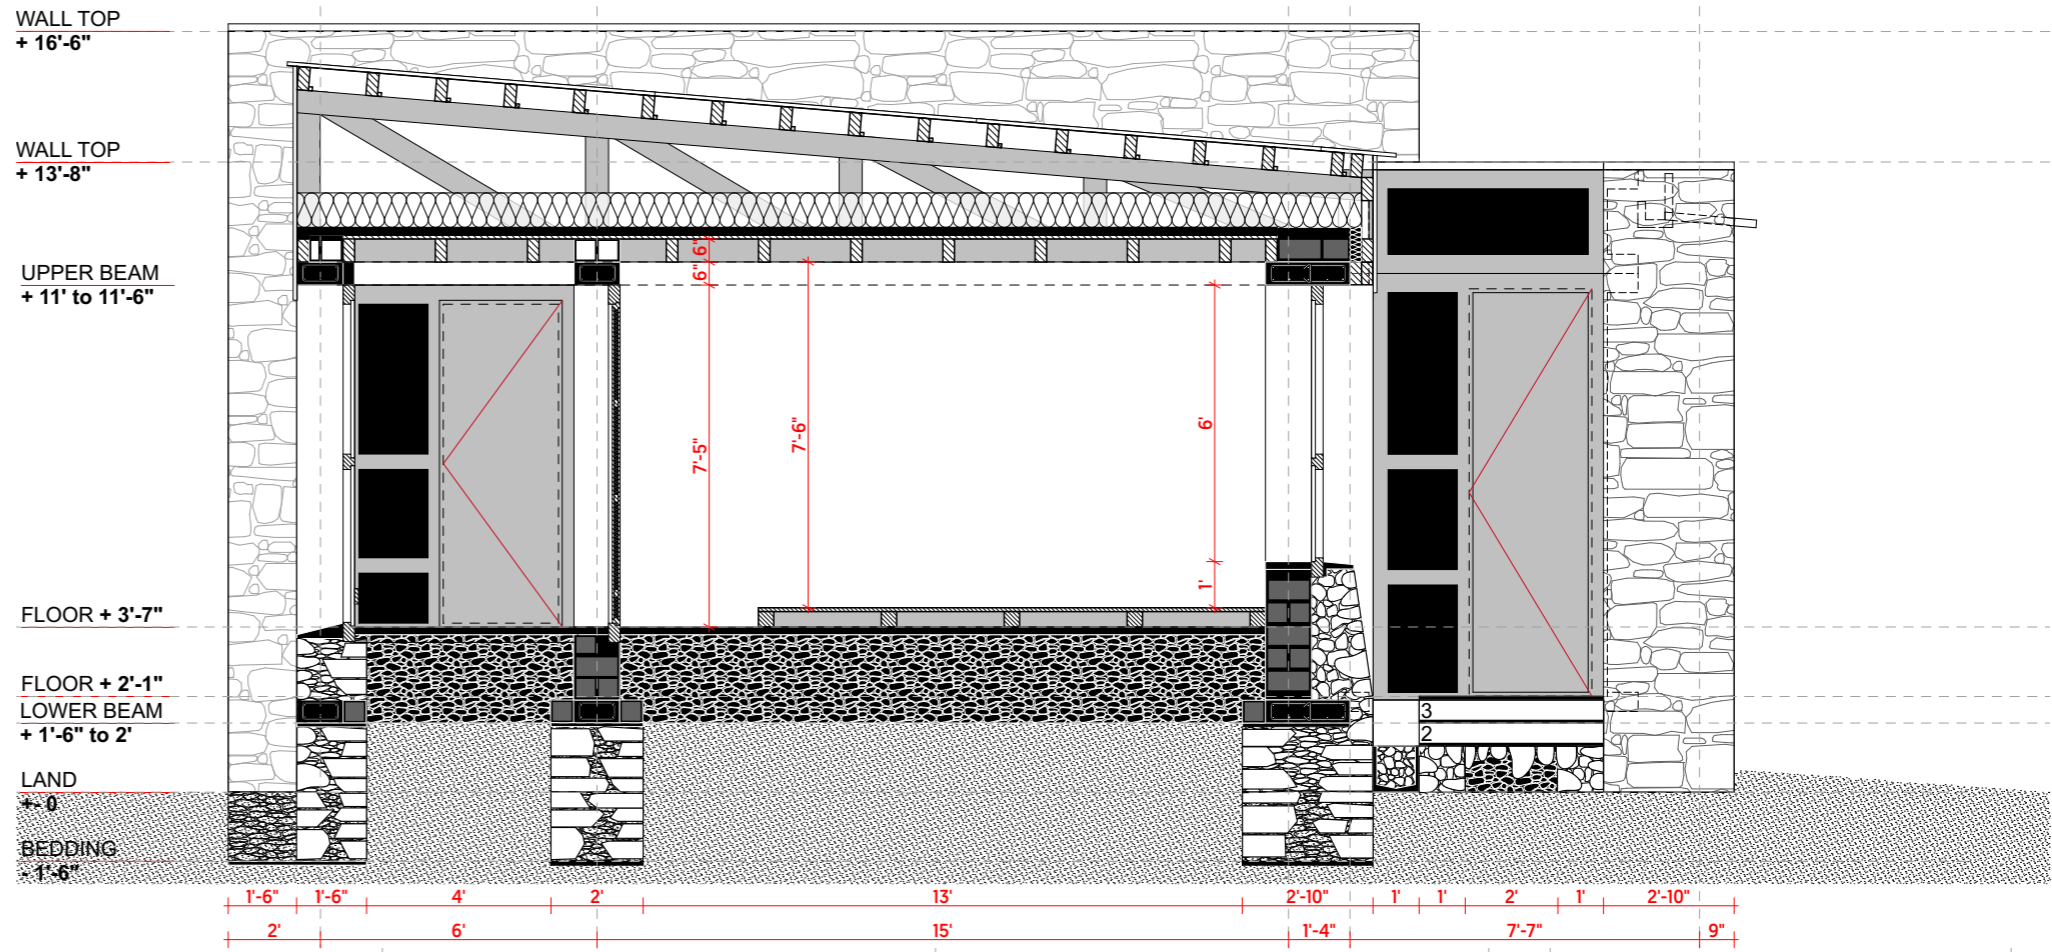 WALL TOP
+ 16'-6"
WALL TOP
+ 13'-8"
UPPER BEAM
+ 11' to 11'-6"
6"
6"
7'-5"
7'-6"
6'
1'
FLOOR + 3'-7"
FLOOR + 2'-1"
LOWER BEAM
+ 1'-6" to 2'
3
2
LAND
+- 0
BEDDING
- 1'-6"
1'-6" 1'-6" 4' 2' 13' 2'-10" 1' 1' 2' 1' 2'-10"
2' 6' 15' 1'-4" 7'-7" 9"